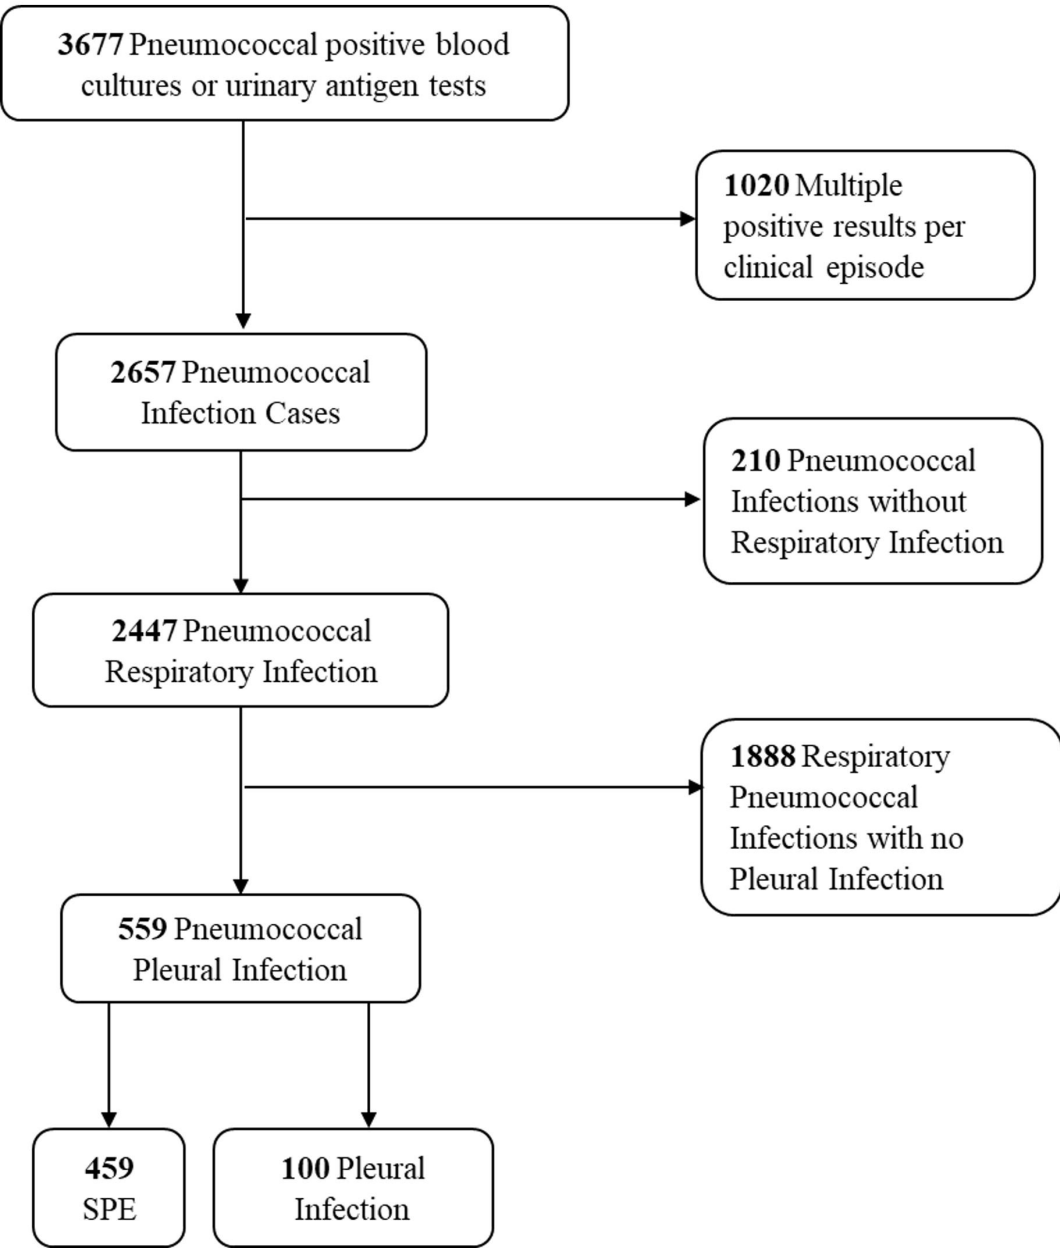 3677 Pneumococcal positive blood
cultures or urinary antigen tests
1020 Multiple
positive results per
clinical episode
2657 Pneumococcal
Infection Cases
210 Pneumococcal
Infections without
Respiratory Infection
2447 Pneumococcal
Respiratory Infection
1888 Respiratory
Pneumococcal
Infections with no
Pleural Infection
559 Pneumococcal
Pleural Infection
459
SPE
100 Pleural
Infection